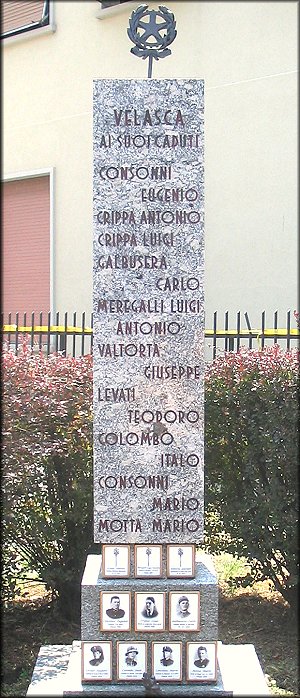 VELASCA
AI SUOI CADUTI
CONSONNI
EUGENIO
CRIPPA ANTONIO
CRIPPA LUIGI
GALBUSERA
CARLO
MEREGALLI LUIGI
ANTONIO
VALTORTA
GIUSEPPE
LEVATI
TEODORO
COLOMBO
ITALO
CONSONNI
MARIO
MOTTA MARIO